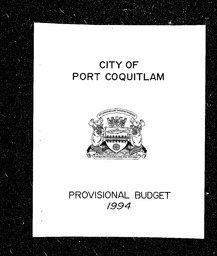 CITY OF
PORT COQUITLAM
PROVISIONAL BUDGET
1994